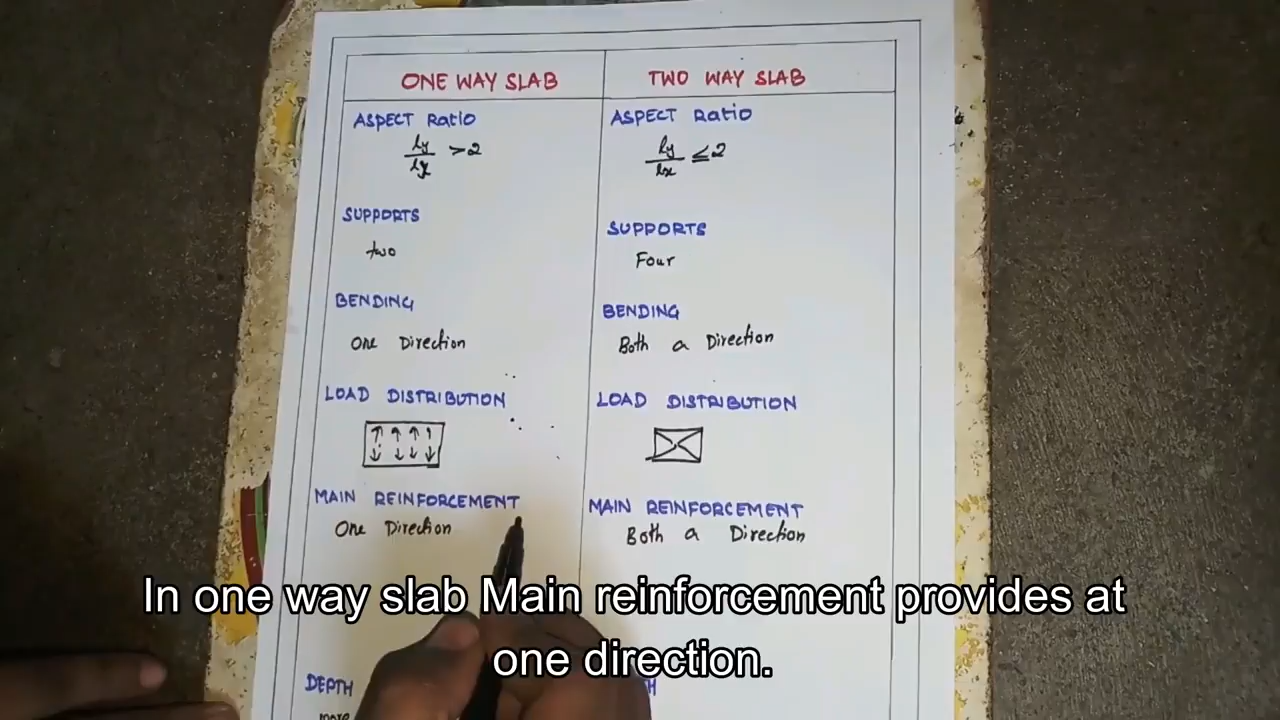 ONE WAY SLAB
TWO WAY SLAB
ASPECT Ratio
ly/lx >2
ASPECT Ratio
ly/lx ≤2
SUPPORTS
two
SUPPORTS
Four
BENDING
One Direction
BENDING
Both a Direction
LOAD DISTRIBUTION
LOAD DISTRIBUTION
MAIN REINFORCEMENT
One Direction
MAIN REINFORCEMENT
Both a Direction
In one way slab Main reinforcement provides at
one direction.
DEPTH
more